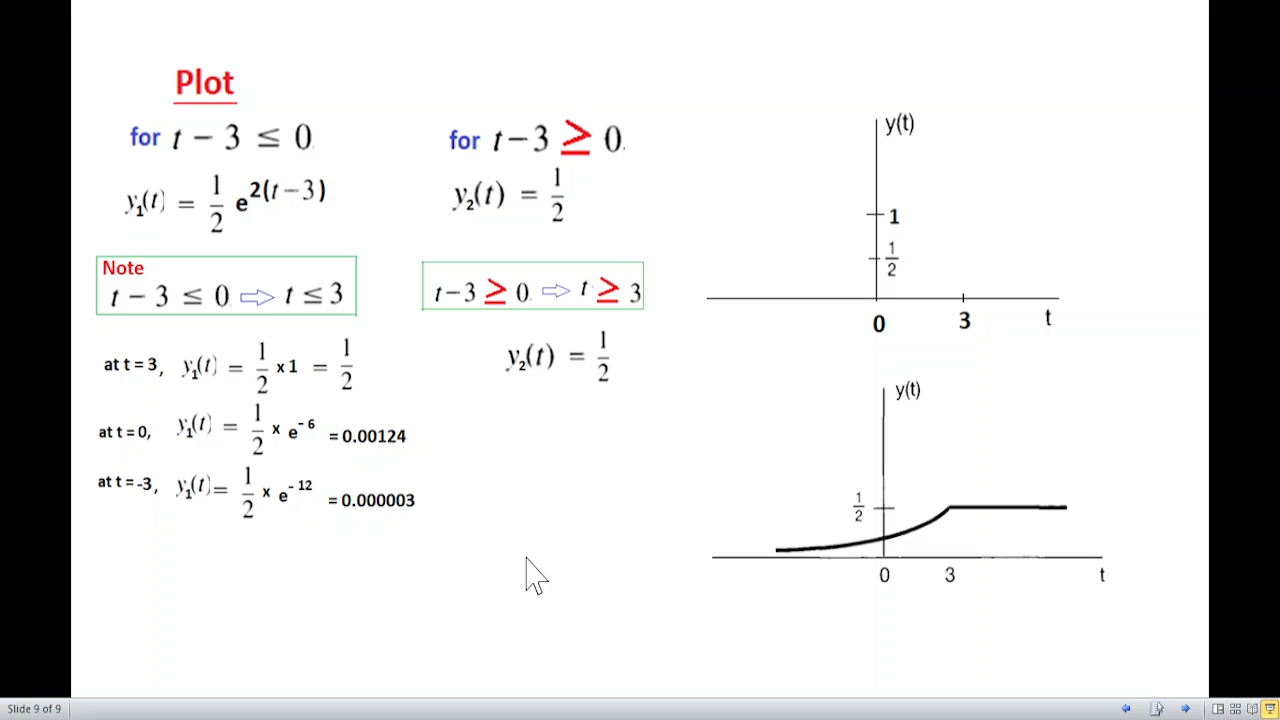 Plot
for t − 3 ≤ 0.
y₁(t) = 1/2 e^2(t−3)
Note
t − 3 ≤ 0 ⇨ t ≤ 3
at t = 3, y₁(t) = 1/2 x 1 = 1/2
at t = 0, y₁(t) = 1/2 x e^-6 = 0.00124
at t = -3, y₁(t) = 1/2 x e^-12 = 0.000003
for t − 3 ≥ 0.
y₂(t) = 1/2
t − 3 ≥ 0. ⇨ t ≥ 3
y₂(t) = 1/2
y(t)
1
1/2
0 3 t
y(t)
1/2
0 3 t
Slide 9 of 9